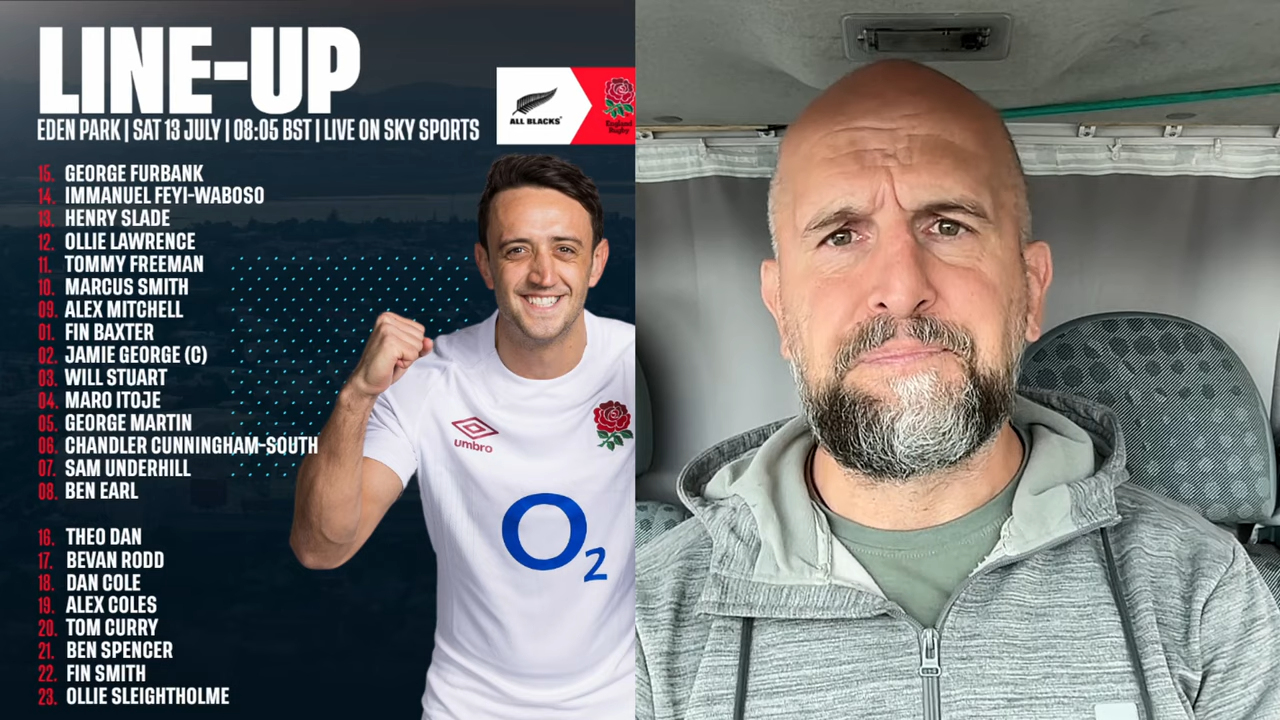 LINE-UP
EDEN PARK | SAT 13 JULY | 08:05 BST | LIVE ON SKY SPORTS
ALL BLACKS
England
Rugby
15. GEORGE FURBANK
14. IMMANUEL FEYI-WABOSO
13. HENRY SLADE
12. OLLIE LAWRENCE
11. TOMMY FREEMAN
10. MARCUS SMITH
09. ALEX MITCHELL
01. FIN BAXTER
02. JAMIE GEORGE (C)
03. WILL STUART
04. MARO ITOJE
05. GEORGE MARTIN
06. CHANDLER CUNNINGHAM-SOUTH
07. SAM UNDERHILL
08. BEN EARL
16. THEO DAN
17. BEVAN RODD
18. DAN COLE
19. ALEX COLES
20. TOM CURRY
21. BEN SPENCER
22. FIN SMITH
23. OLLIE SLEIGHTHOLME
umbro
O2